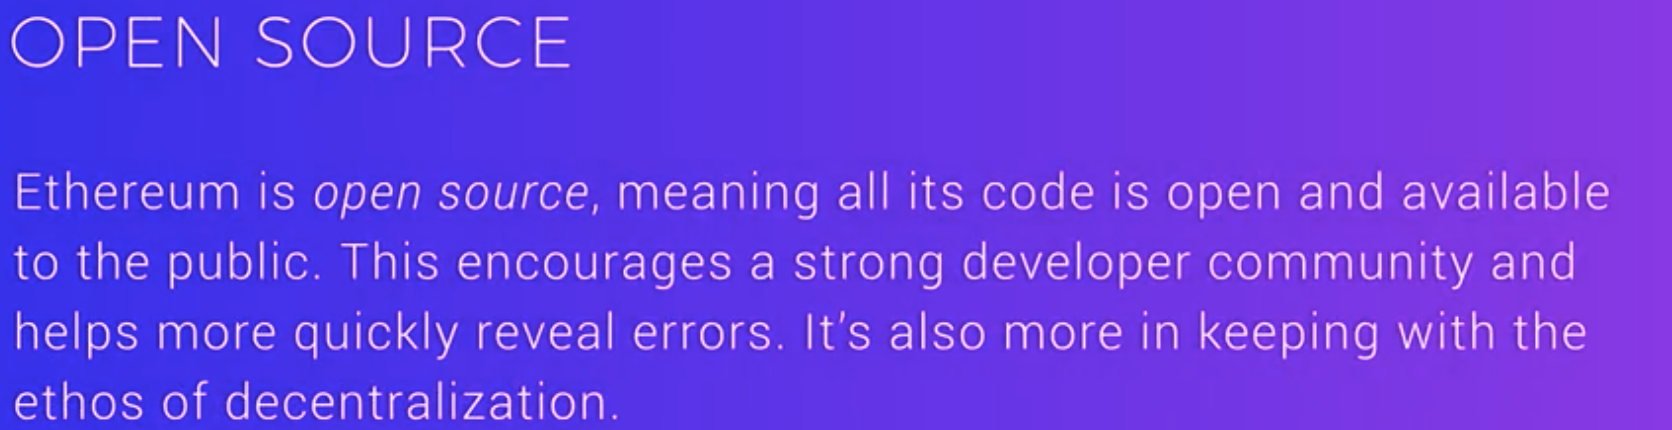 OPEN SOURCE
Ethereum is open source, meaning all its code is open and available
to the public. This encourages a strong developer community and
helps more quickly reveal errors. It’s also more in keeping with the
ethos of decentralization.